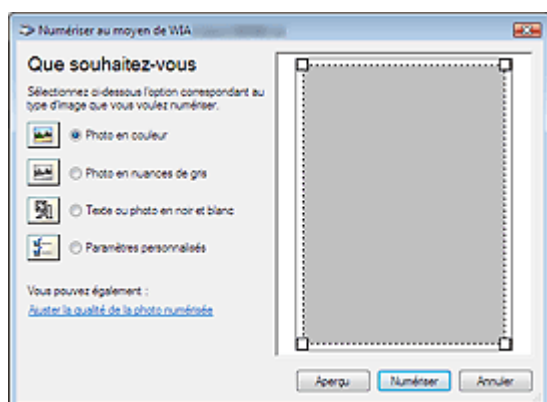 Numériser au moyen de WIA
Que souhaitez-vous
Sélectionnez ci-dessous l'option correspondant au
type d'image que vous voulez numériser.
Photo en couleur
Photo en nuances de gris
Texte ou photo en noir et blanc
Paramètres personnalisés
Vous pouvez également :
Ajuster la qualité de la photo numérisée
Aperçu Numériser Annuler